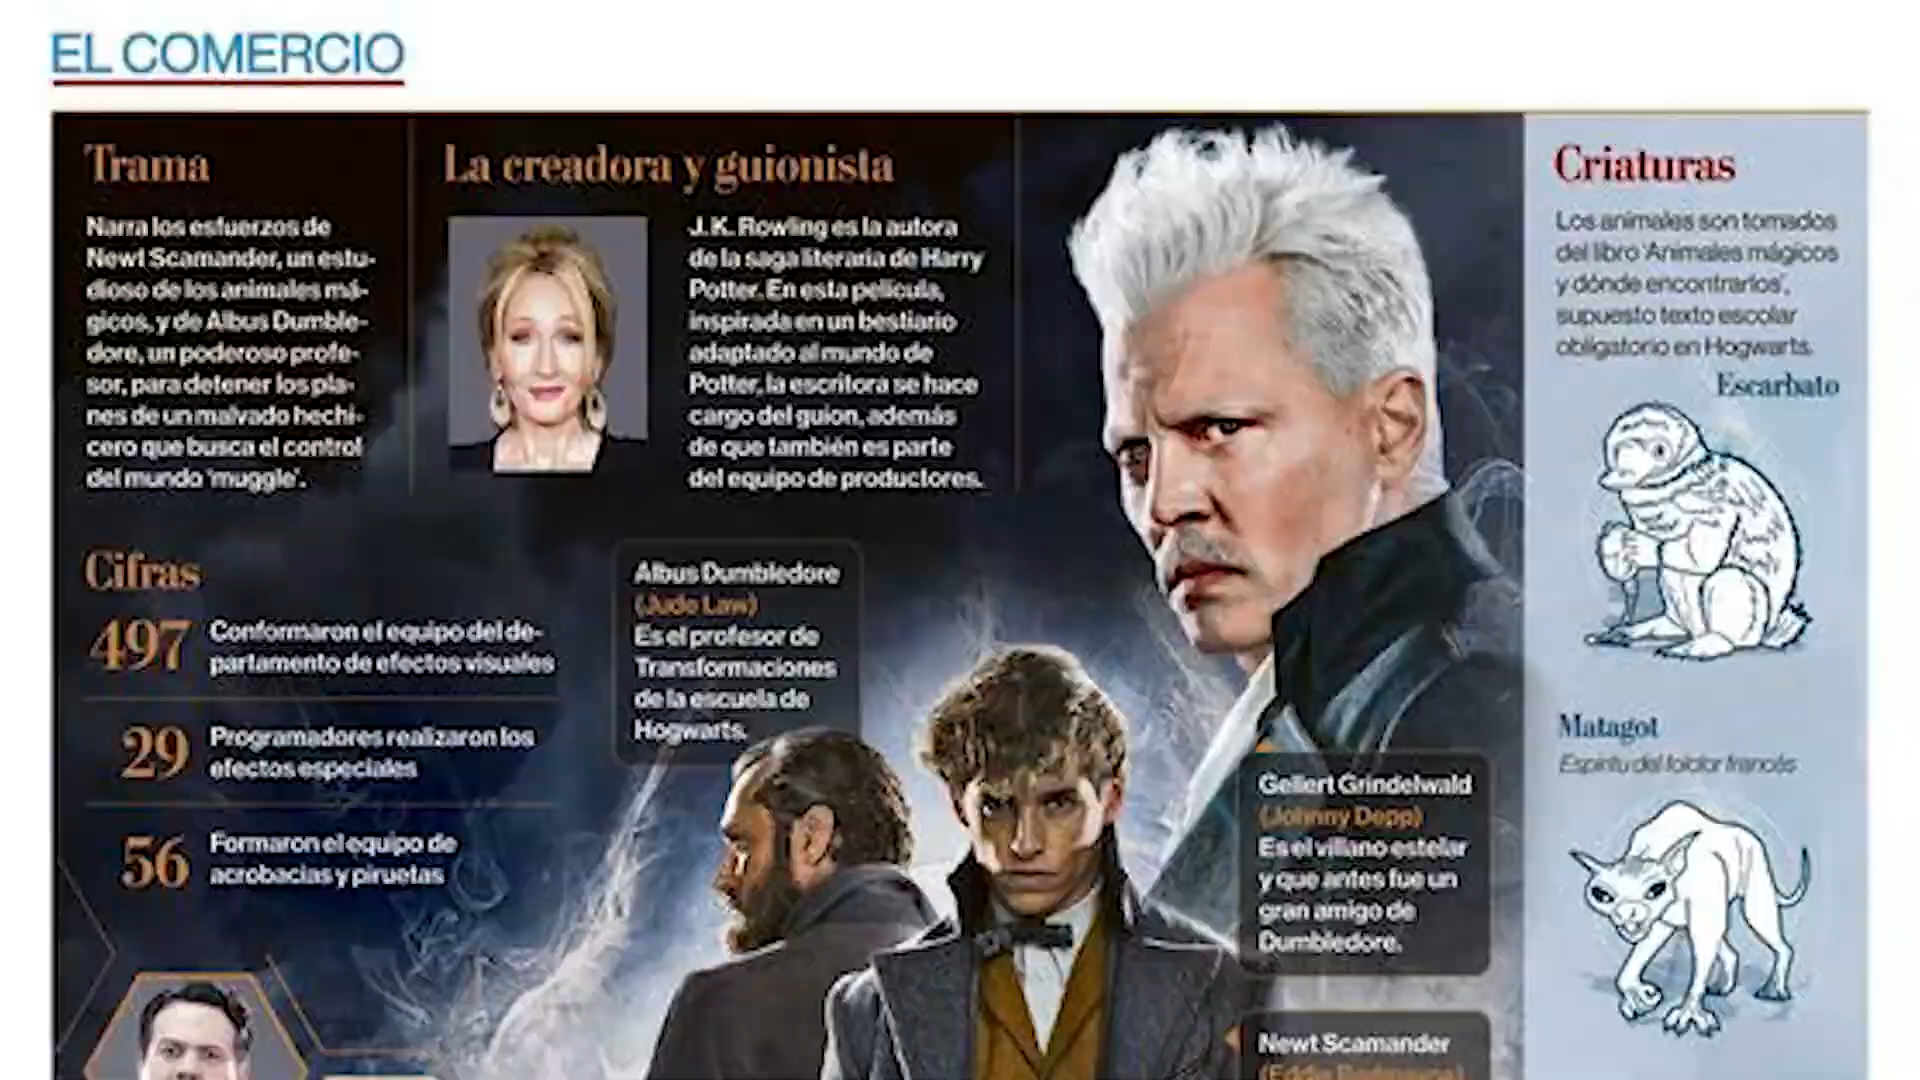 EL COMERCIO
Trama
Narra los esfuerzos de
Newt Scamander, un estu-
dioso de los animales má-
gicos, y de Albus Dumble-
dore, un poderoso profe-
sor, para detener los pla-
nes de un malvado hechi-
cero que busca el control
del mundo 'muggle'.
La creadora y guionista
J.K. Rowling es la autora
de la saga literaria de Harry
Potter. En esta película,
inspirada en un bestiario
adaptado al mundo de
Potter, la escritora se hace
cargo del guion, además
de que también es parte
del equipo de productores.
Cifras
497
Conformaron el equipo del de-
partamento de efectos visuales
29
Programadores realizaron los
efectos especiales
56
Formaron el equipo de
acrobacias y piruetas
Albus Dumbledore
(Jude Law)
Es el profesor de
Transformaciones
de la escuela de
Hogwarts.
Gellert Grindelwald
(Johnny Depp)
Es el villano estelar
y que antes fue un
gran amigo de
Dumbledore.
Newt Scamander
(Eddie Redmayne)
Criaturas
Los animales son tomados
del libro 'Animales mágicos
y dónde encontrarlos',
supuesto texto escolar
obligatorio en Hogwarts.
Escarbato
Matagot
Espíritu del folclor francés